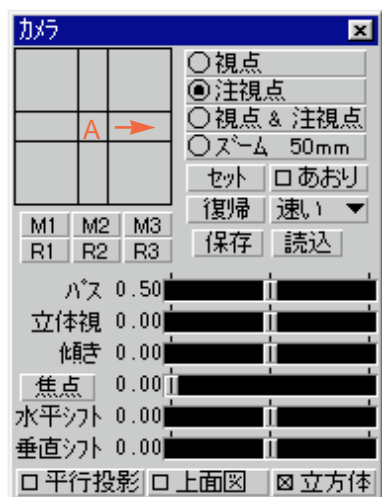 カメラ
視点
注視点
視点 & 注視点
ズーム 50mm
A
セット あおり
復帰 速い
保存 読込
M1 M2 M3
R1 R2 R3
パス 0.50
立体視 0.00
傾き 0.00
焦点 0.00
水平シフト 0.00
垂直シフト 0.00
平行投影 上面図 立方体